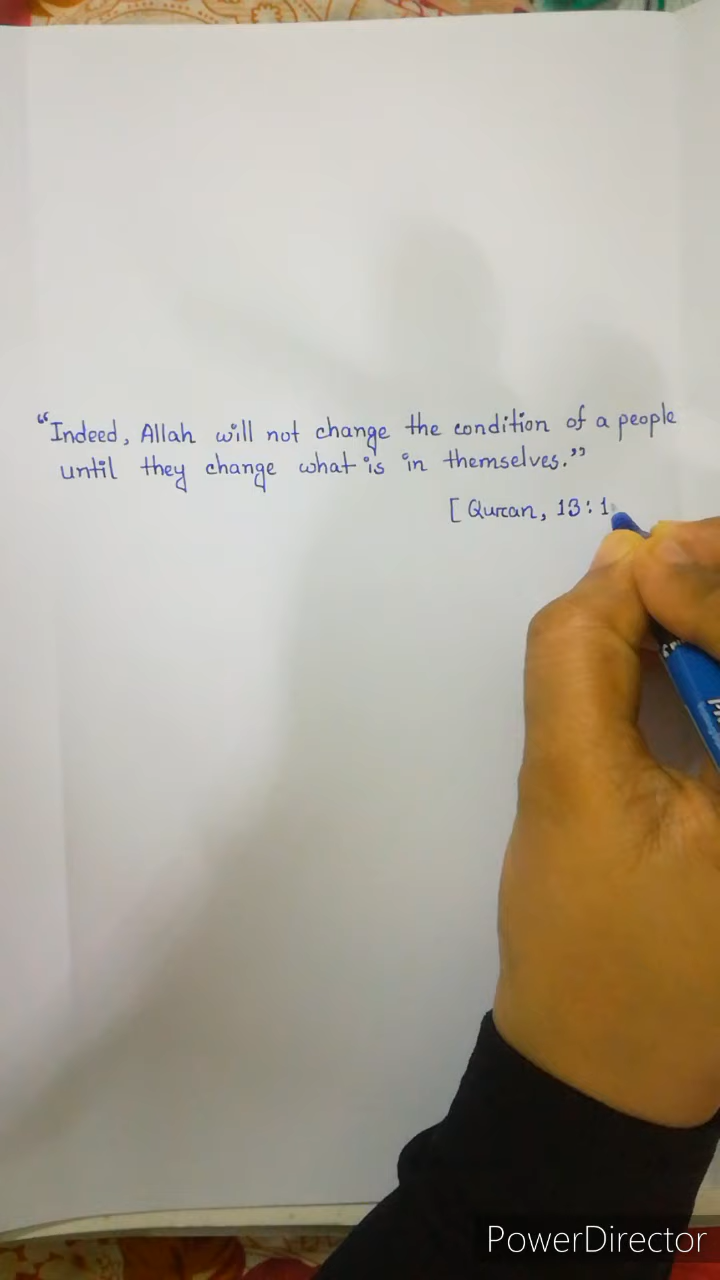 “Indeed, Allah will not change the condition of a people
until they change what is in themselves.”
[ Quran, 13:1
PowerDirector